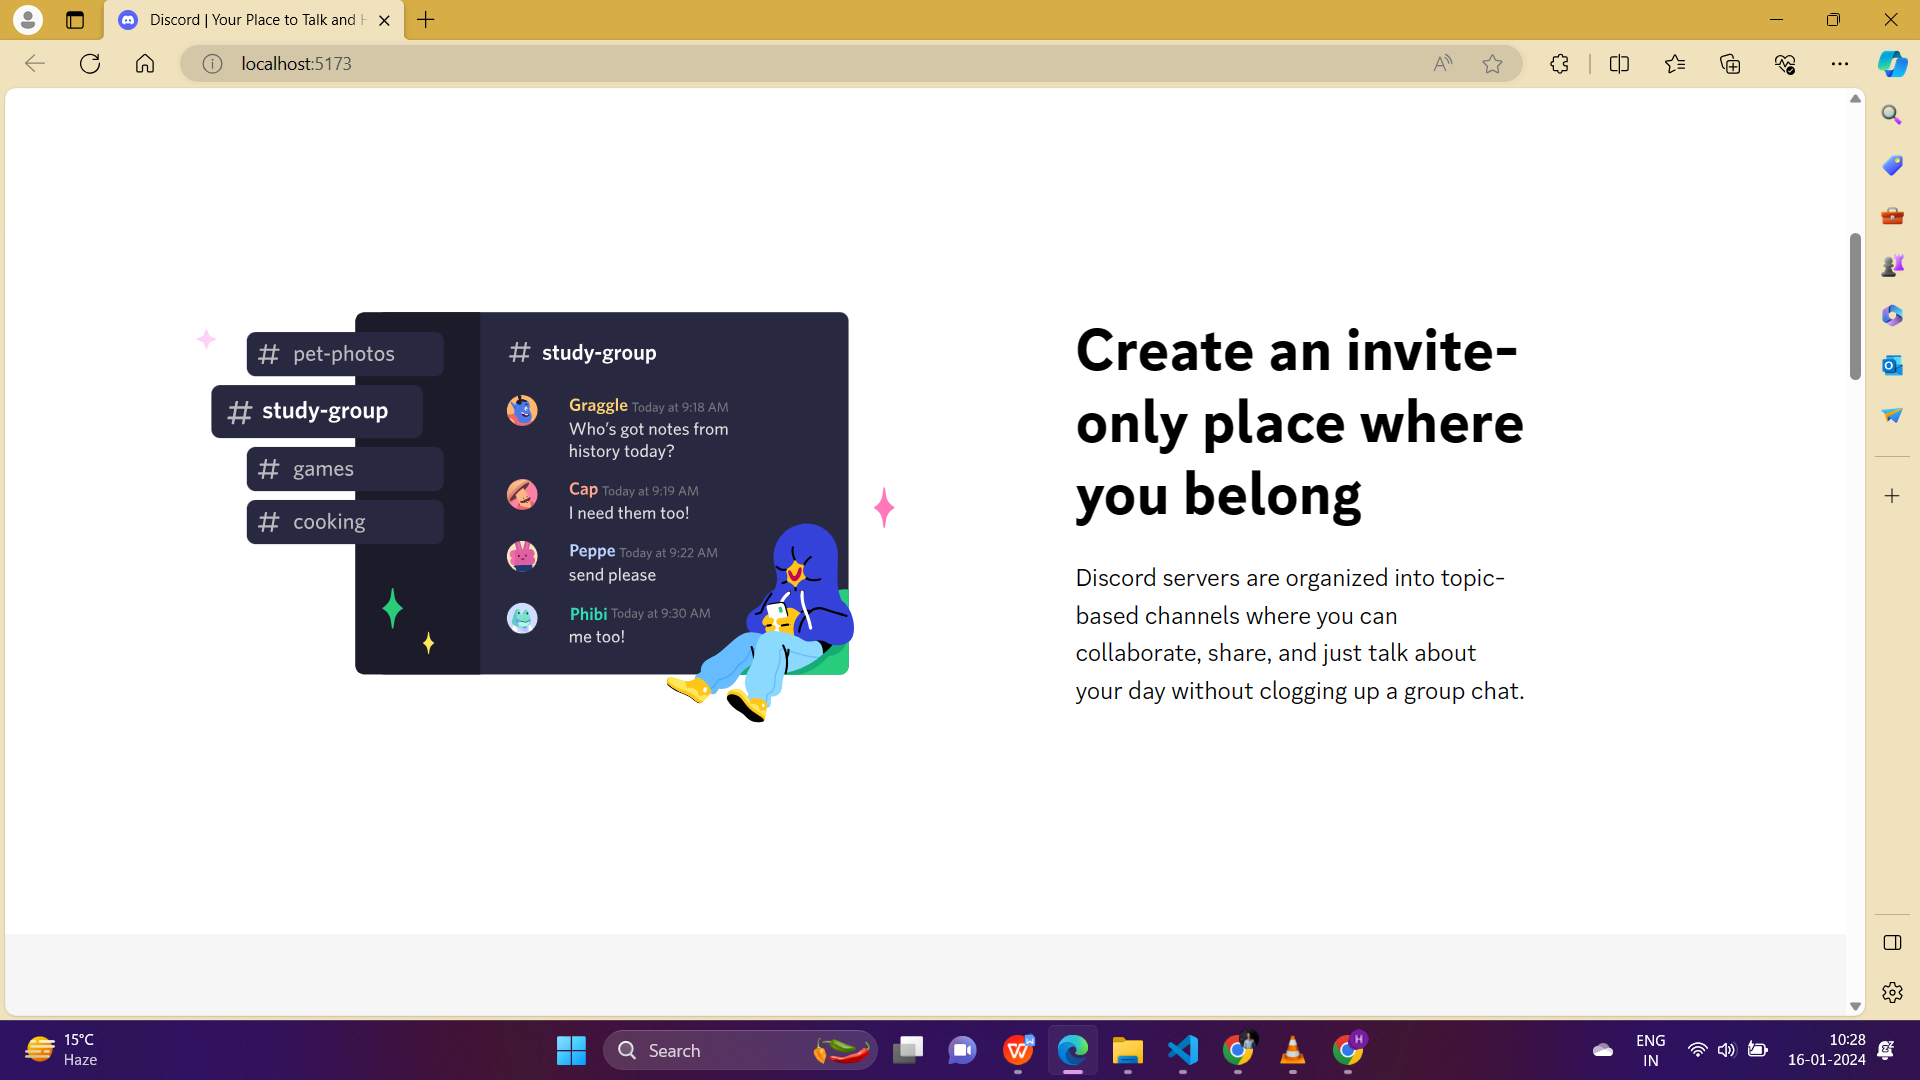 Discord | Your Place to Talk and H
localhost:5173
# pet-photos
# study-group
# games
# cooking
# study-group
Graggle Today at 9:18 AM
Who's got notes from
history today?
Cap Today at 9:19 AM
I need them too!
Peppe Today at 9:22 AM
send please
Phibi Today at 9:30 AM
me too!
Create an invite-
only place where
you belong
Discord servers are organized into topic-
based channels where you can
collaborate, share, and just talk about
your day without clogging up a group chat.
15°C
Haze
Search
H
ENG
IN
10:28
16-01-2024